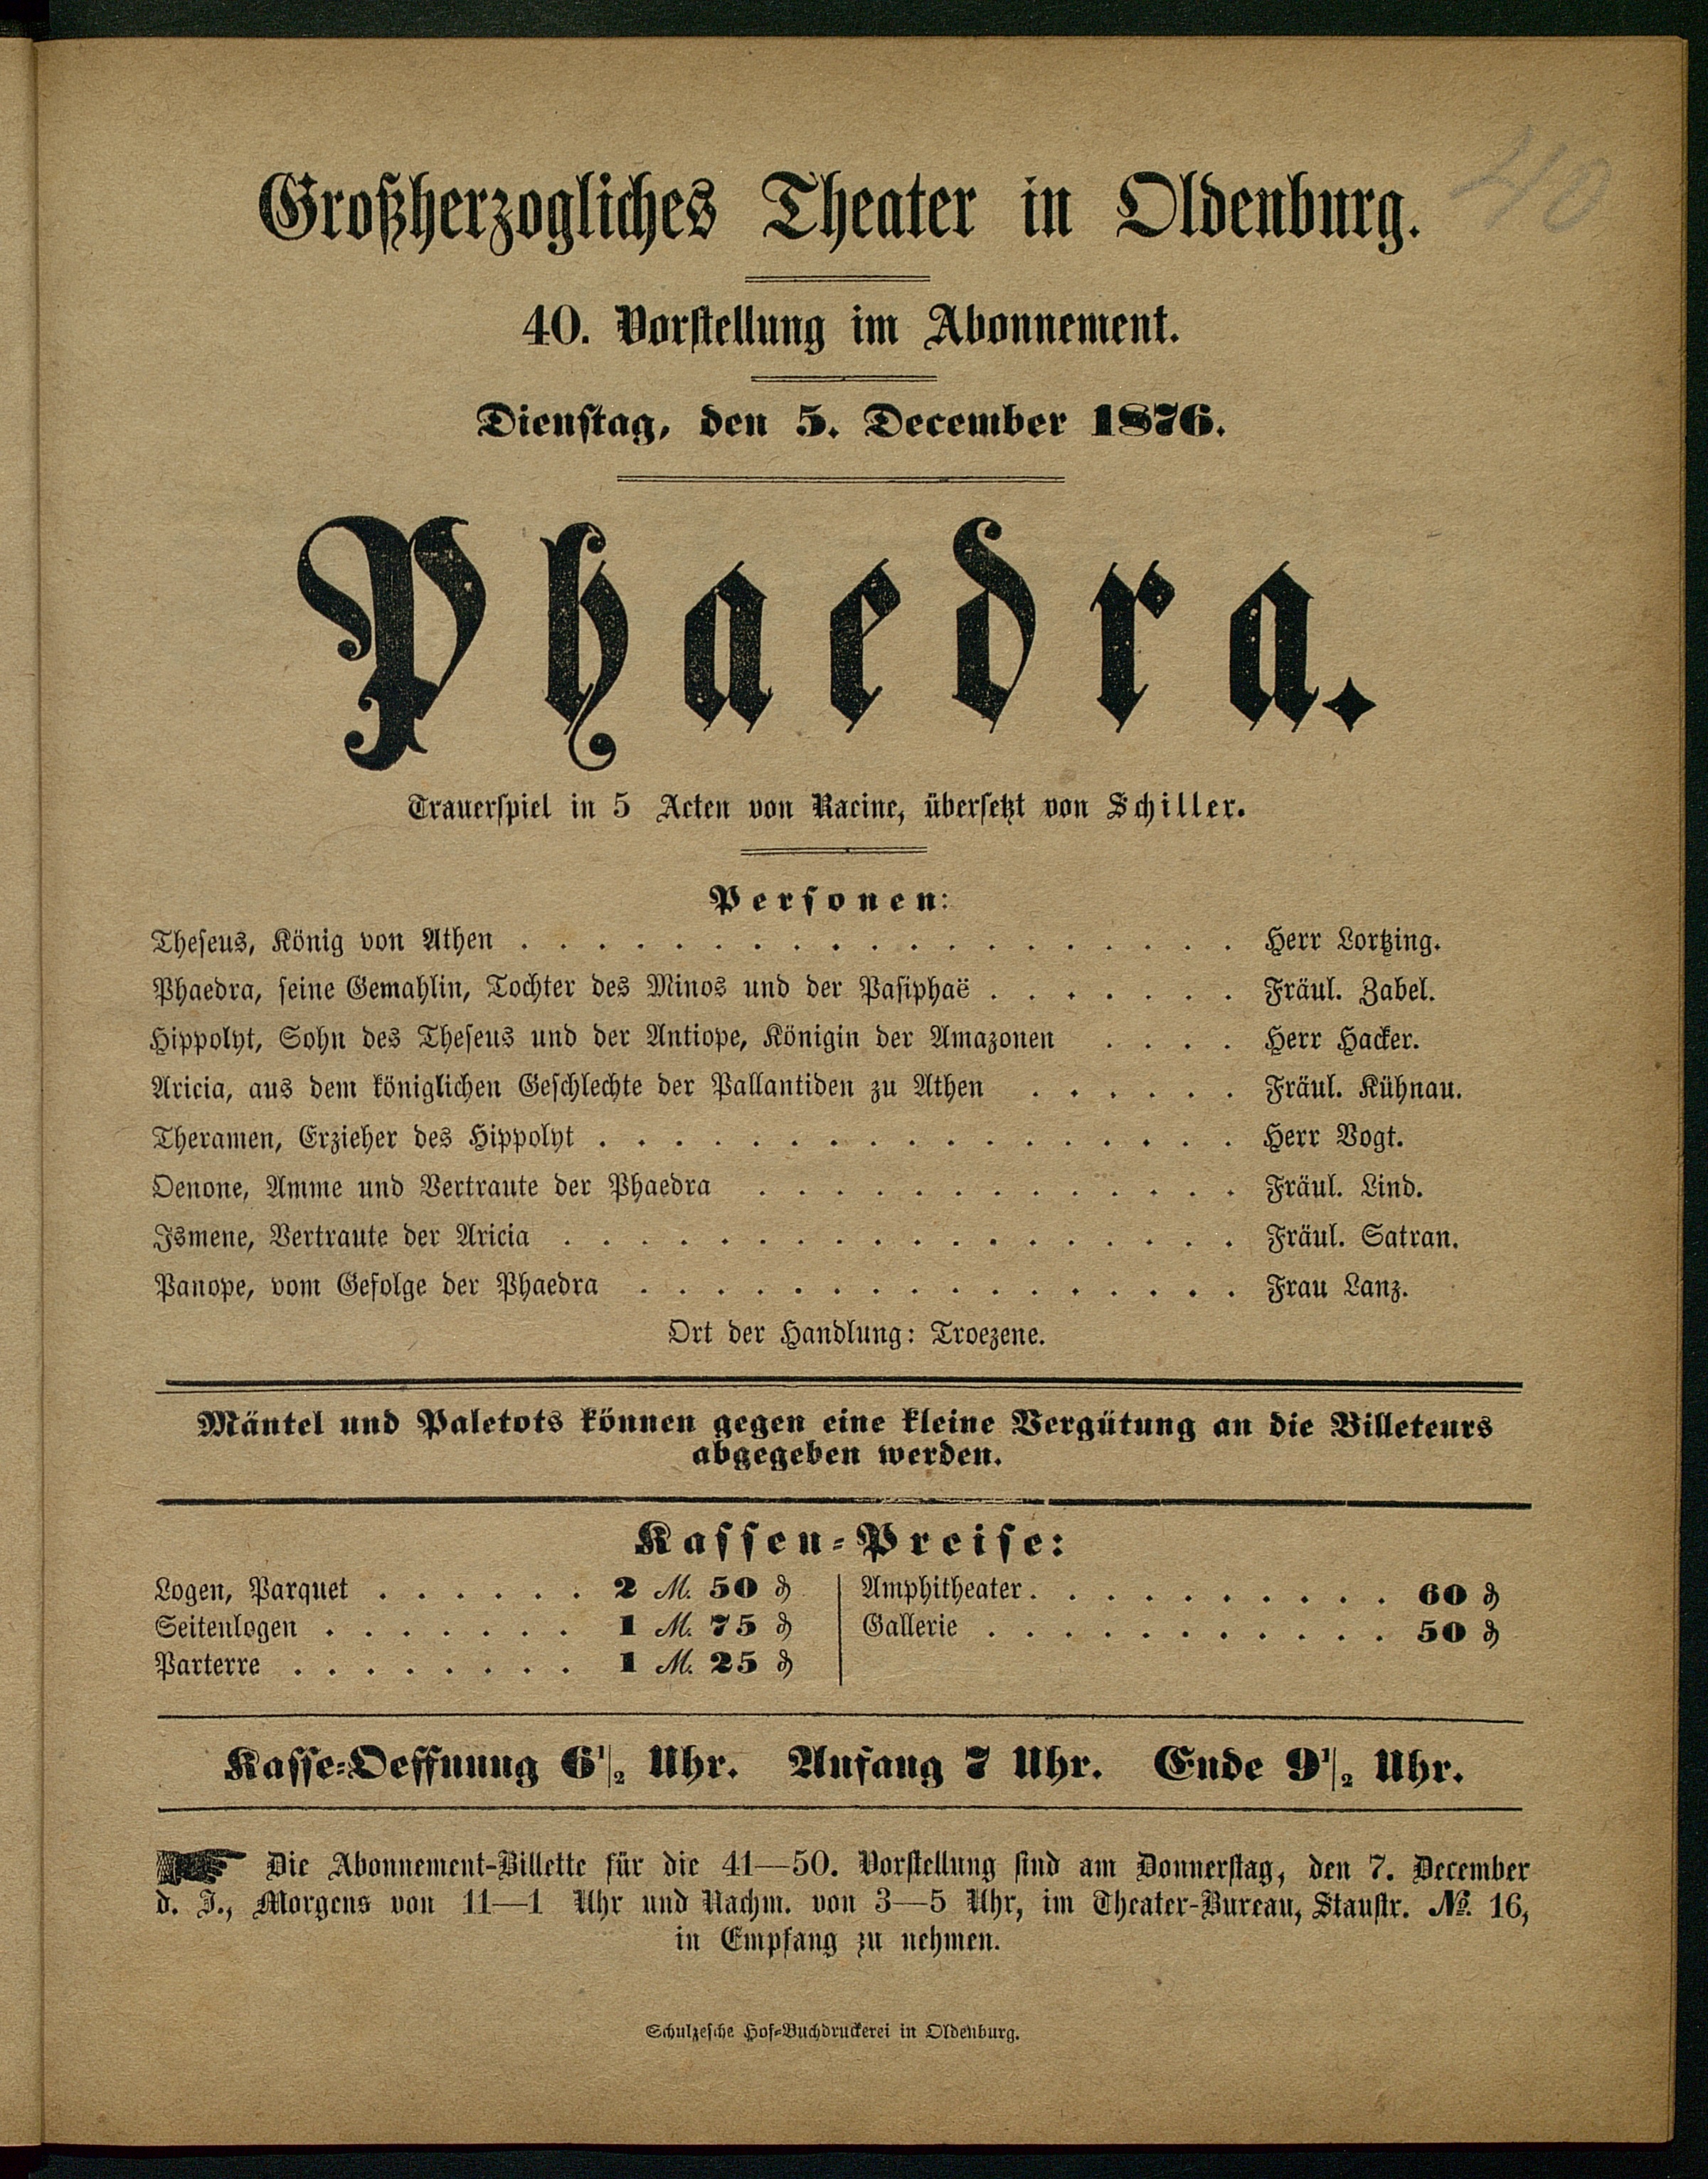 40
Großherzogliches Theater in Oldenburg.
40. Vorstellung im Abonnement.
Dienstag, den 5. December 1876.
Phaedra.
Trauerspiel in 5 Acten von Racine, übersetzt von Schiller.
Personen:
Theseus, König von Athen . . . . . . . . . . . . . . . . . . . Herr Lortzing.
Phaedra, seine Gemahlin, Tochter des Minos und der Pasiphaë . . . . . . . Fräul. Zabel.
Hippolyt, Sohn des Theseus und der Antiope, Königin der Amazonen . . . . Herr Hacker.
Aricia, aus dem königlichen Geschlechte der Pallantiden zu Athen . . . . . . Fräul. Kühnau.
Theramen, Erzieher des Hippolyt . . . . . . . . . . . . . . . . . Herr Vogt.
Oenone, Amme und Vertraute der Phaedra . . . . . . . . . . . . . Fräul. Lind.
Ismene, Vertraute der Aricia . . . . . . . . . . . . . . . . . . Fräul. Satran.
Panope, vom Gefolge der Phaedra . . . . . . . . . . . . . . . . Frau Lanz.
Ort der Handlung: Troezene.
Mäntel und Paletots können gegen eine kleine Vergütung an die Billeteurs
abgegeben werden.
Kassen-Preise:
Logen, Parquet . . . . . . 2 M. 50 ₰
Seitenlogen . . . . . . . 1 M. 75 ₰
Parterre . . . . . . . . 1 M. 25 ₰
Amphitheater . . . . . . . . . . 60 ₰
Gallerie . . . . . . . . . . . 50 ₰
Kasse-Oeffnung 6½ Uhr. Anfang 7 Uhr. Ende 9½ Uhr.
Die Abonnement-Billette für die 41—50. Vorstellung sind am Donnerstag, den 7. December
d. J., Morgens von 11—1 Uhr und Nachm. von 3—5 Uhr, im Theater-Bureau, Staustr. № 16,
in Empfang zu nehmen.
Schulzesche Hof-Buchdruckerei in Oldenburg.